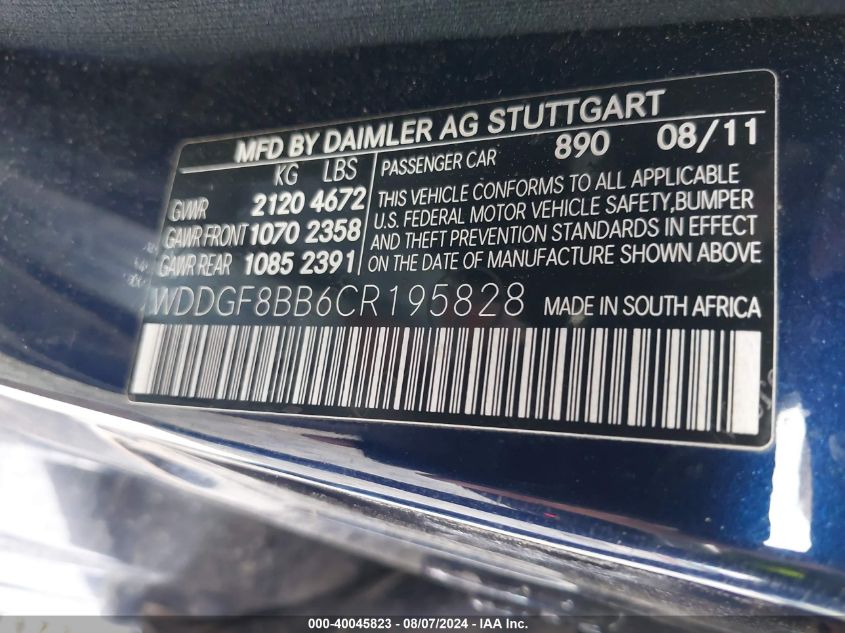 MFD BY DAIMLER AG STUTTGART
KG LBS
GVWR 2120 4672
GAWR FRONT 1070 2358
GAWR REAR 1085 2391
PASSENGER CAR 890 08/11
THIS VEHICLE CONFORMS TO ALL APPLICABLE
U.S. FEDERAL MOTOR VEHICLE SAFETY, BUMPER
AND THEFT PREVENTION STANDARDS IN EFFECT
ON THE DATE OF MANUFACTURE SHOWN ABOVE
WDDGF8BB6CR195828 MADE IN SOUTH AFRICA
000-40045823 - 08/07/2024 - IAA Inc.